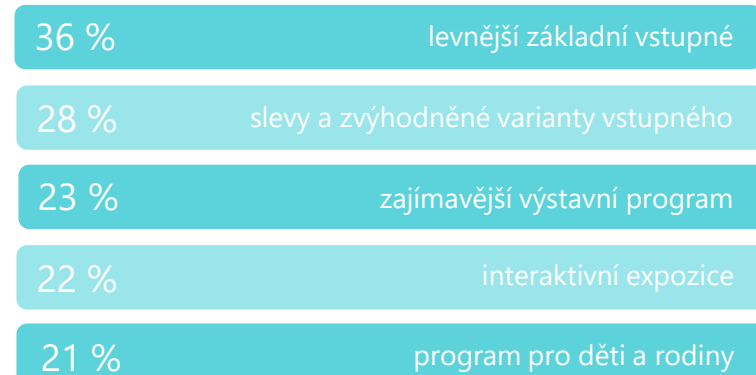 36 % levnější základní vstupné
28 % slevy a zvýhodněné varianty vstupného
23 % zajímavější výstavní program
22 % interaktivní expozice
21 % program pro děti a rodiny